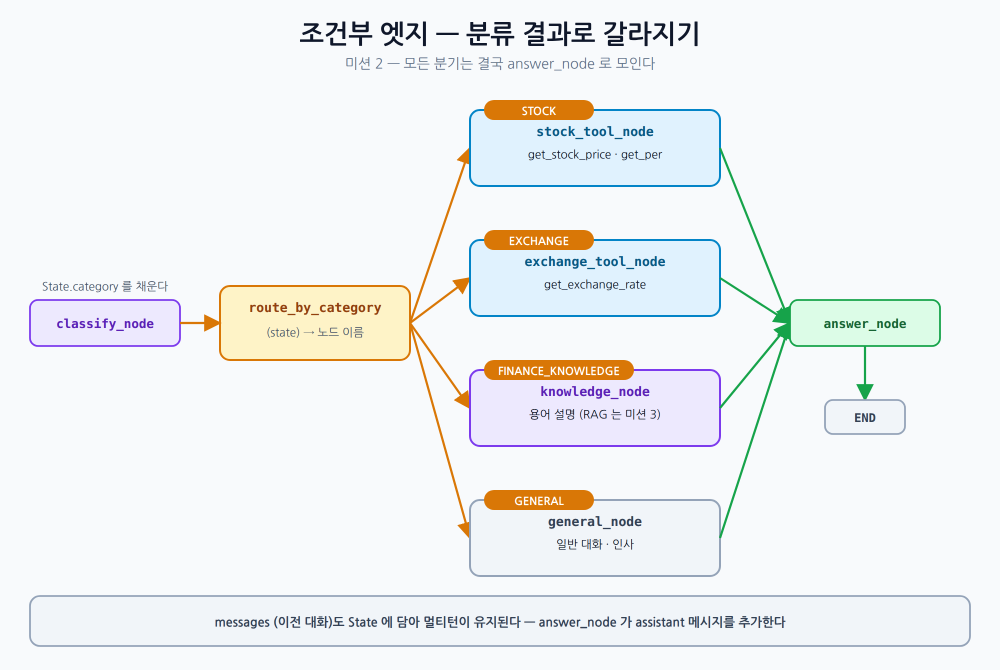 조건부 엣지 — 분류 결과로 갈라지기
미션 2 — 모든 분기는 결국 answer_node 로 모인다
State.category 를 채운다
classify_node
route_by_category
(state) → 노드 이름
STOCK
stock_tool_node
get_stock_price · get_per
EXCHANGE
exchange_tool_node
get_exchange_rate
FINANCE_KNOWLEDGE
knowledge_node
용어 설명 (RAG 는 미션 3)
GENERAL
general_node
일반 대화 · 인사
answer_node
END
messages (이전 대화)도 State 에 담아 멀티턴이 유지된다 — answer_node 가 assistant 메시지를 추가한다